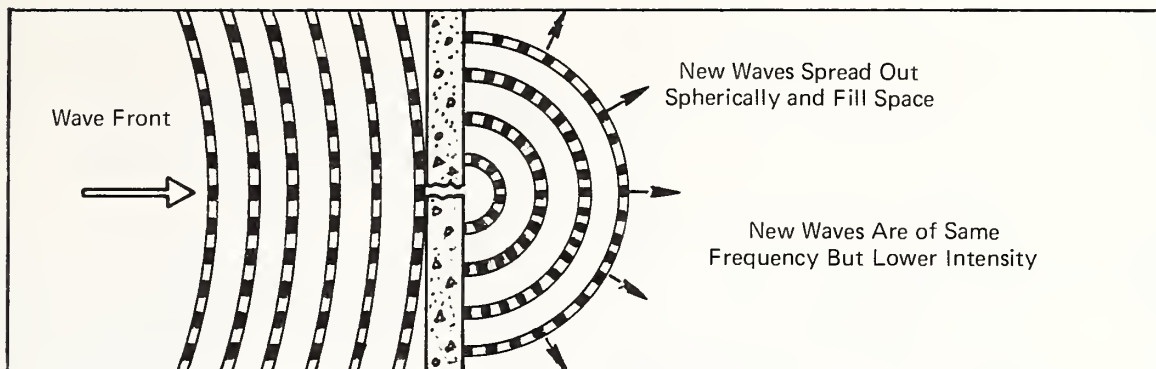 Wave Front
New Waves Spread Out
Spherically and Fill Space
New Waves Are of Same
Frequency But Lower Intensity